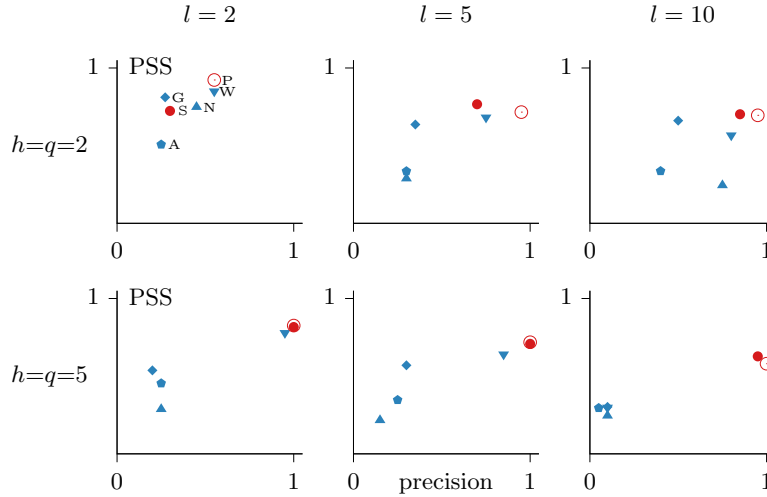 l = 2 l = 5 l = 10
1 PSS 1 1
P
W
G
N
S
A
h=q=2
0 1 0 1 0 1
1 PSS 1 1
h=q=5
0 1 0 precision 1 0 1